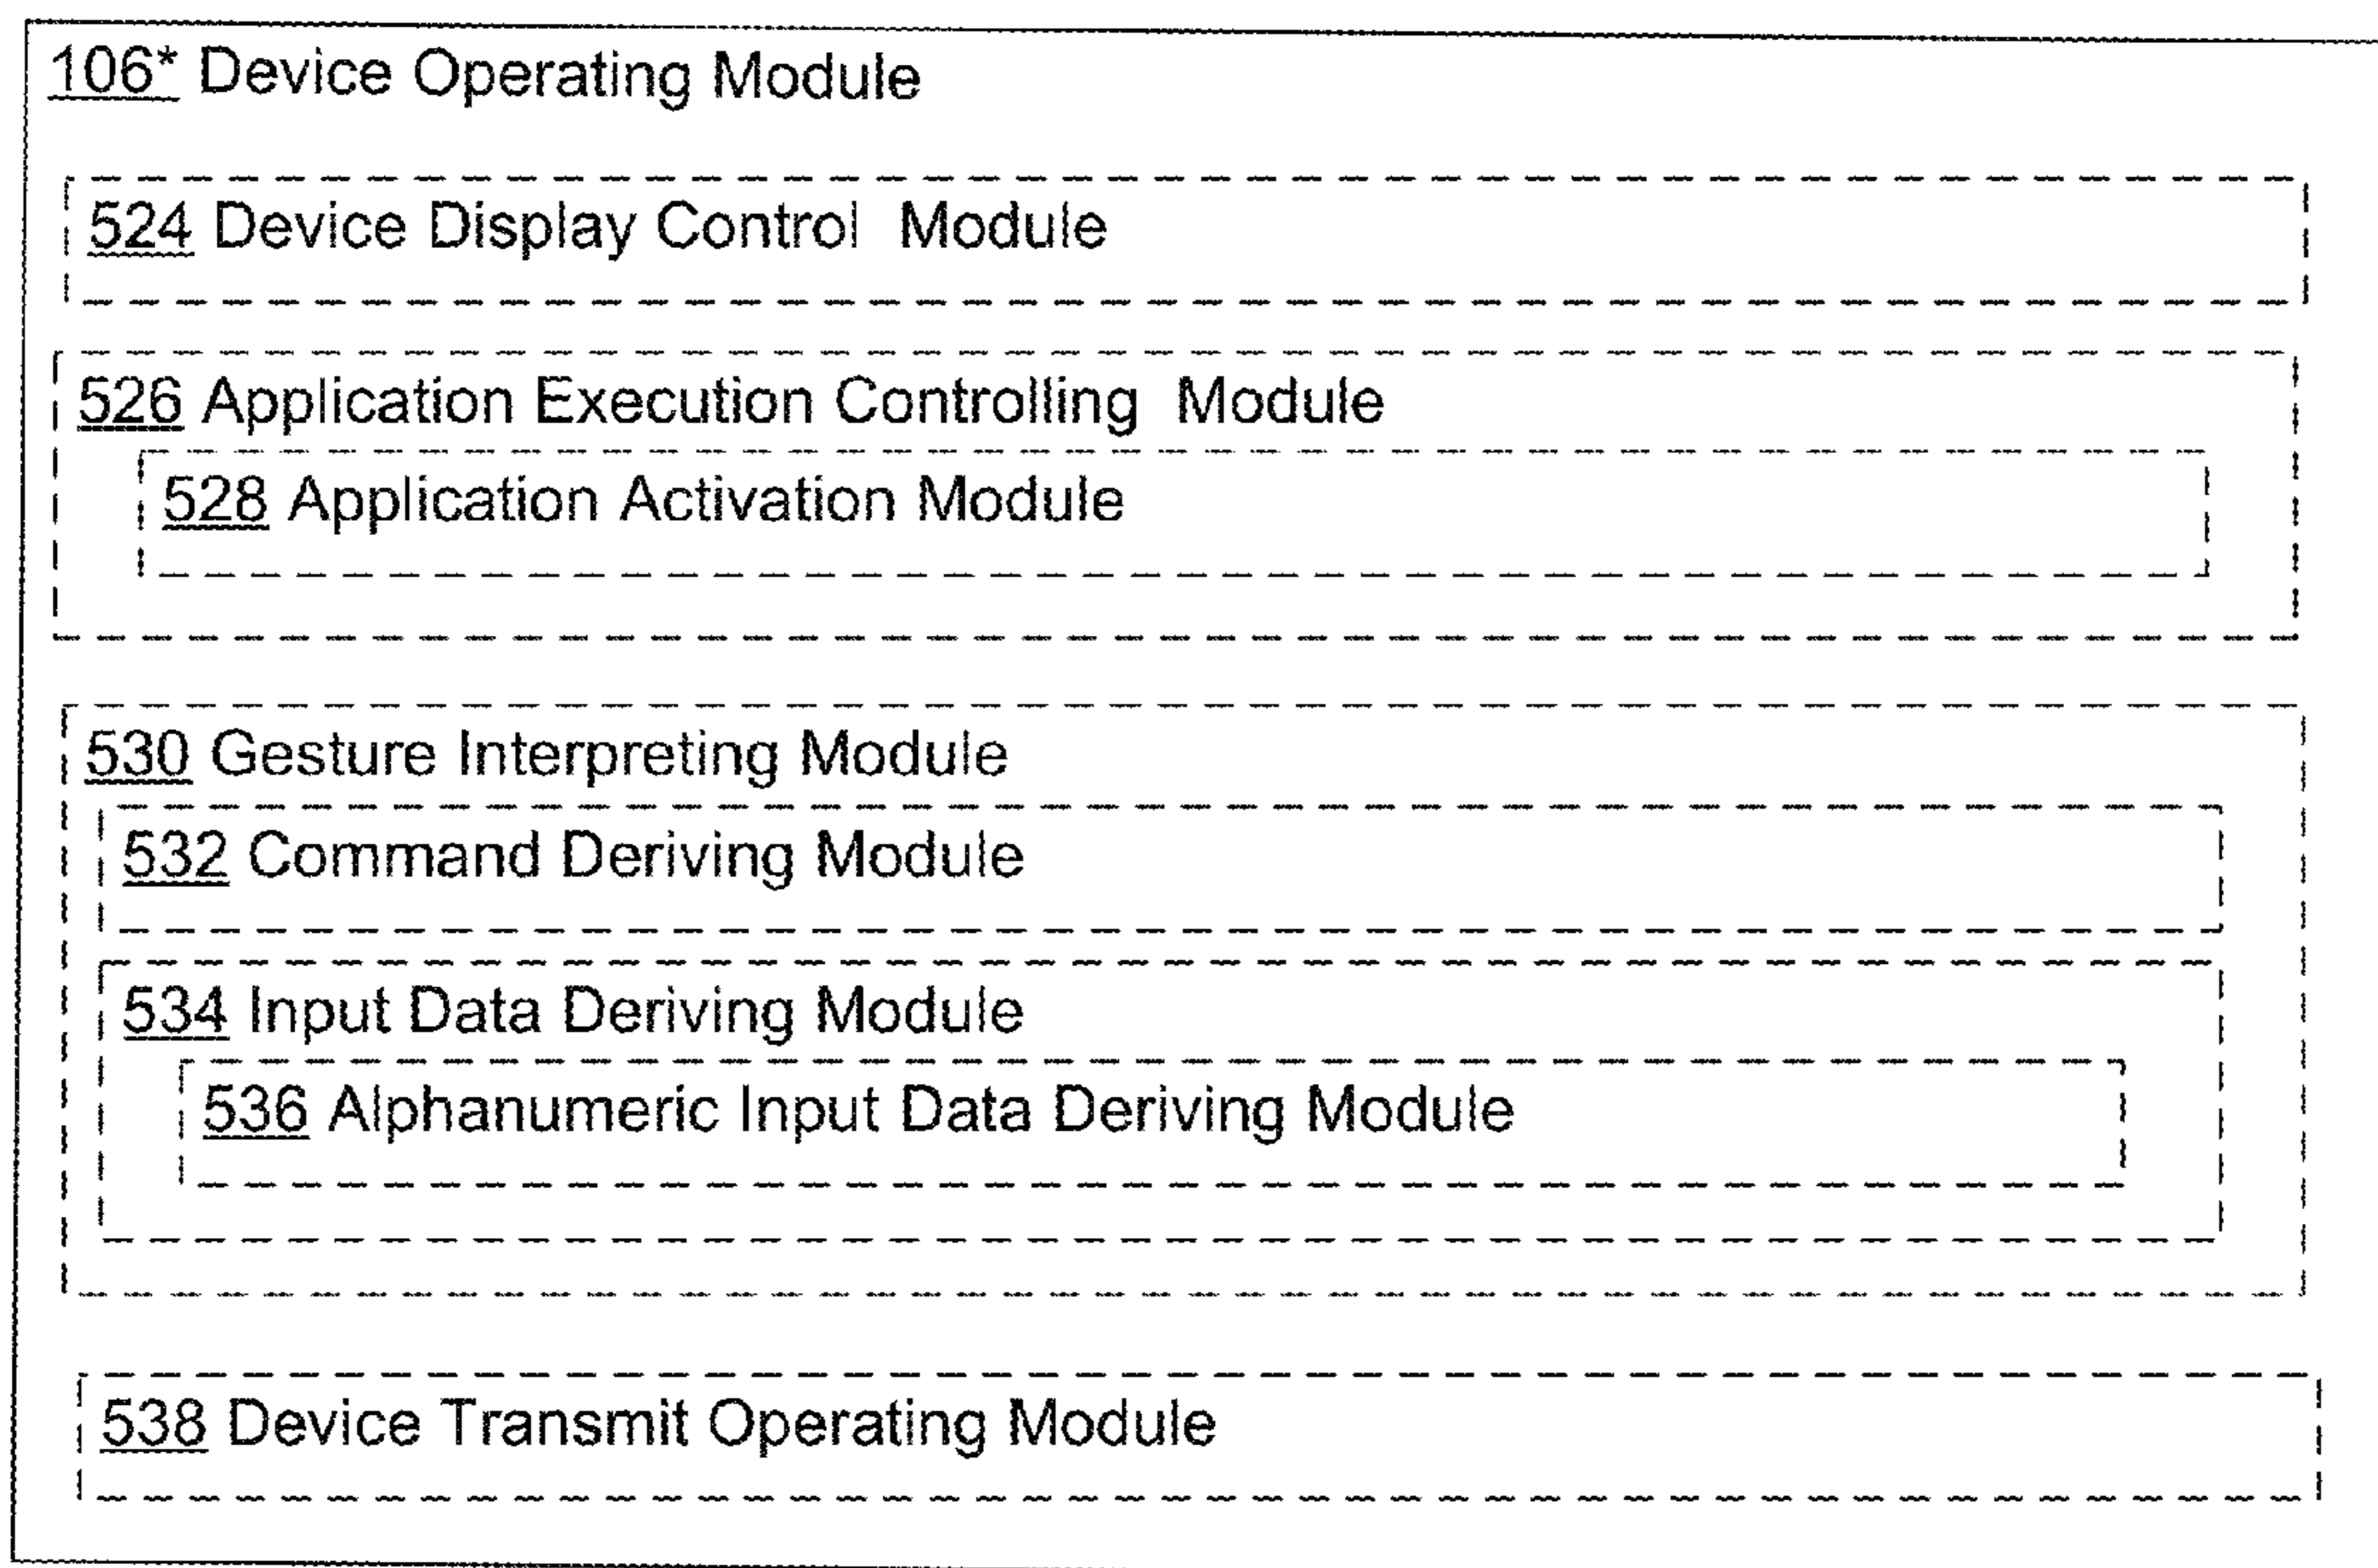 106* Device Operating Module
524 Device Display Control Module
526 Application Execution Controlling Module
528 Application Activation Module
530 Gesture Interpreting Module
532 Command Deriving Module
534 Input Data Deriving Module
536 Alphanumeric Input Data Deriving Module
538 Device Transmit Operating Module